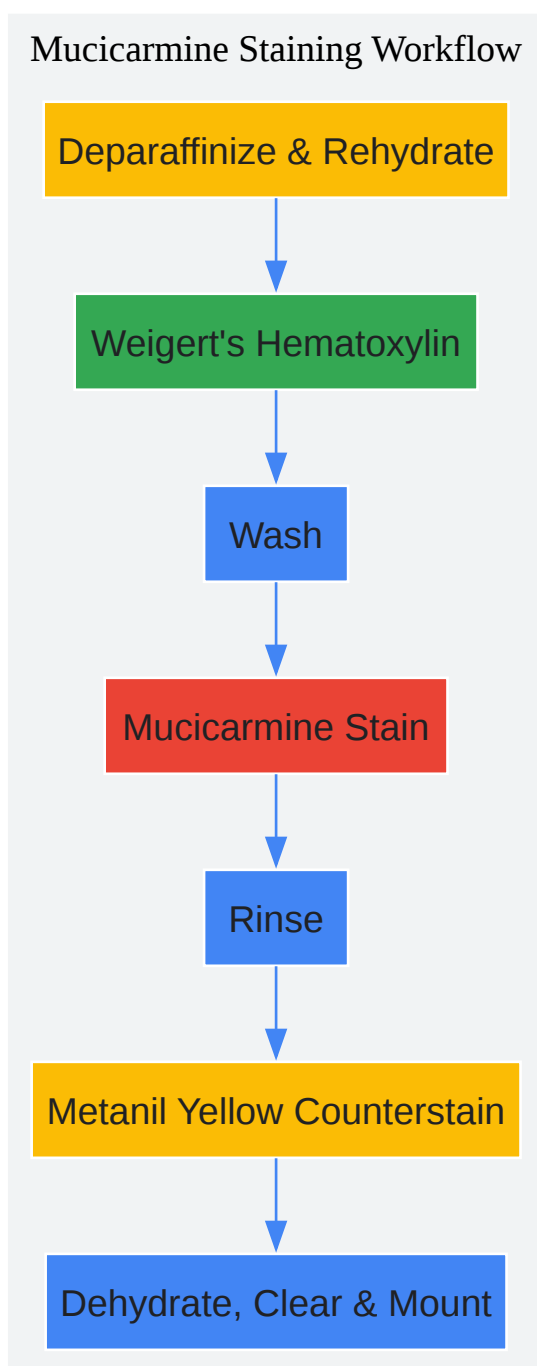 Mucicarmine Staining Workflow
Deparaffinize & Rehydrate
Weigert's Hematoxylin
Wash
Mucicarmine Stain
Rinse
Metanil Yellow Counterstain
Dehydrate, Clear & Mount